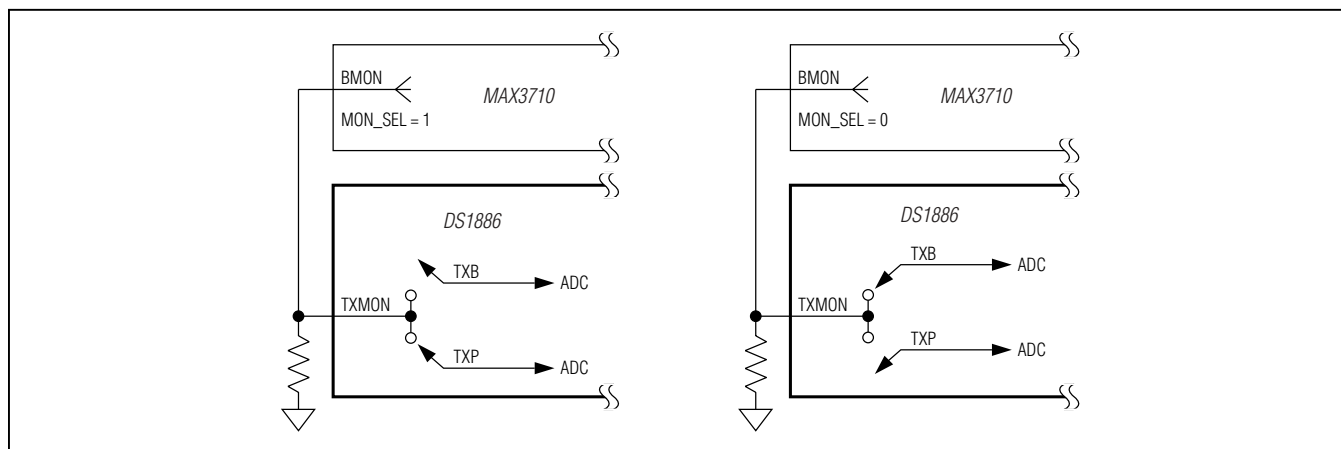 BMON
MAX3710
MON_SEL = 1
DS1886
TXB
ADC
TXMON
TXP
ADC
BMON
MAX3710
MON_SEL = 0
DS1886
TXB
ADC
TXMON
TXP
ADC